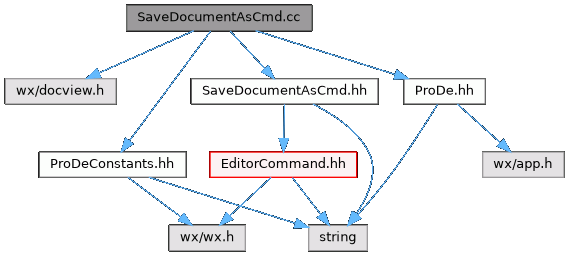 SaveDocumentAsCmd.cc
wx/docview.h
SaveDocumentAsCmd.hh
ProDe.hh
ProDeConstants.hh
EditorCommand.hh
wx/app.h
wx/wx.h
string